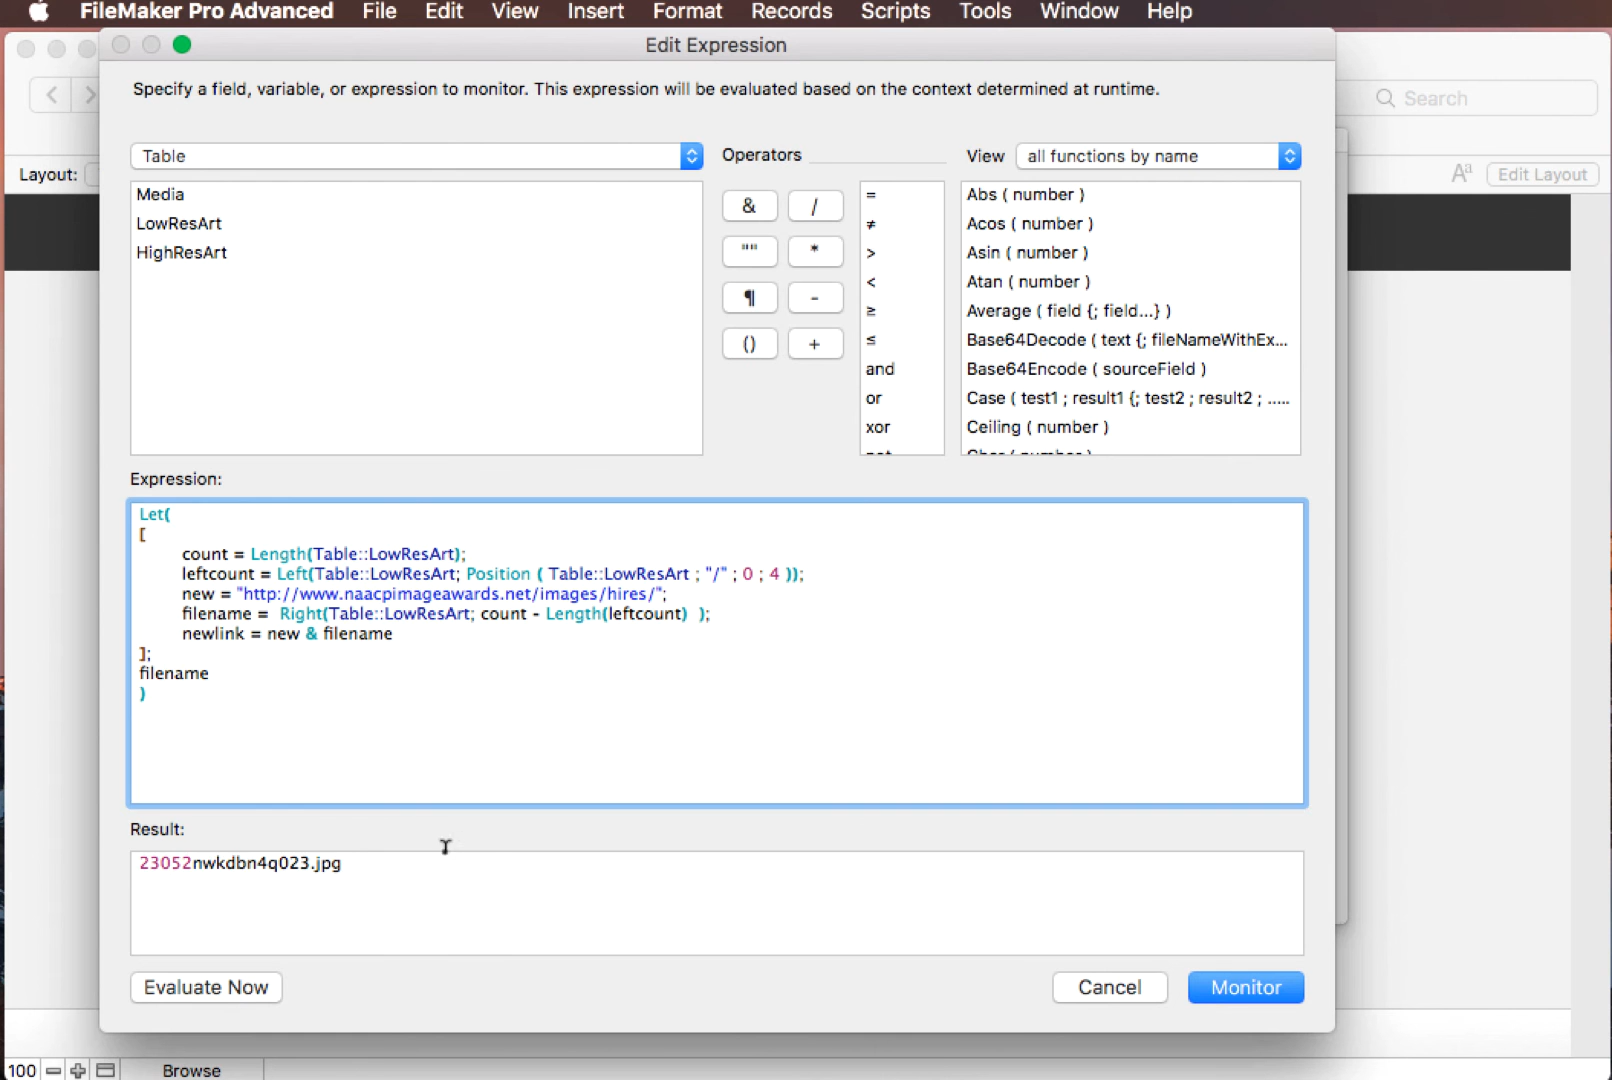 FileMaker Pro Advanced File Edit View Insert Format Records Scripts Tools Window Help
Edit Expression
Specify a field, variable, or expression to monitor. This expression will be evaluated based on the context determined at runtime.
Search
Table
Operators
View all functions by name
Layout:
Edit Layout
Media
LowResArt
HighResArt
& /
"" *
¶ -
() +
=
≠
>
<
≥
≤
and
or
xor
Abs ( number )
Acos ( number )
Asin ( number )
Atan ( number )
Average ( field {; field...} )
Base64Decode ( text {; fileNameWithEx...
Base64Encode ( sourceField )
Case ( test1 ; result1 {; test2 ; result2 ; .....
Ceiling ( number )
Expression:
Let(
[
count = Length(Table::LowResArt);
leftcount = Left(Table::LowResArt; Position ( Table::LowResArt ; "/" ; 0 ; 4 ));
new = "http://www.naacpimageawards.net/images/hires/";
filename =  Right(Table::LowResArt; count - Length(leftcount)  );
newlink = new & filename
];
filename
)
Result:
23052nwkdbn4q023.jpg
Evaluate Now
Cancel
Monitor
100
Browse